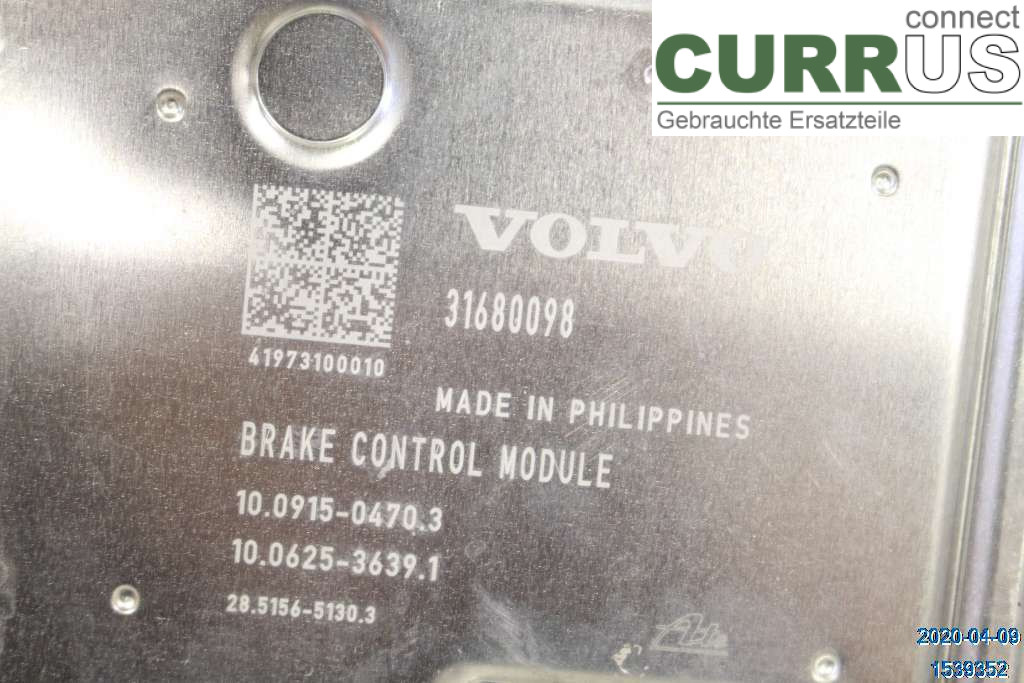 connect
CURRUS
Gebrauchte Ersatzteile
VOLVO
31680098
41973100010
MADE IN PHILIPPINES
BRAKE CONTROL MODULE
10.0915-0470.3
10.0625-3639.1
28.5156-5130.3
Ate
2020-04-09
1539352